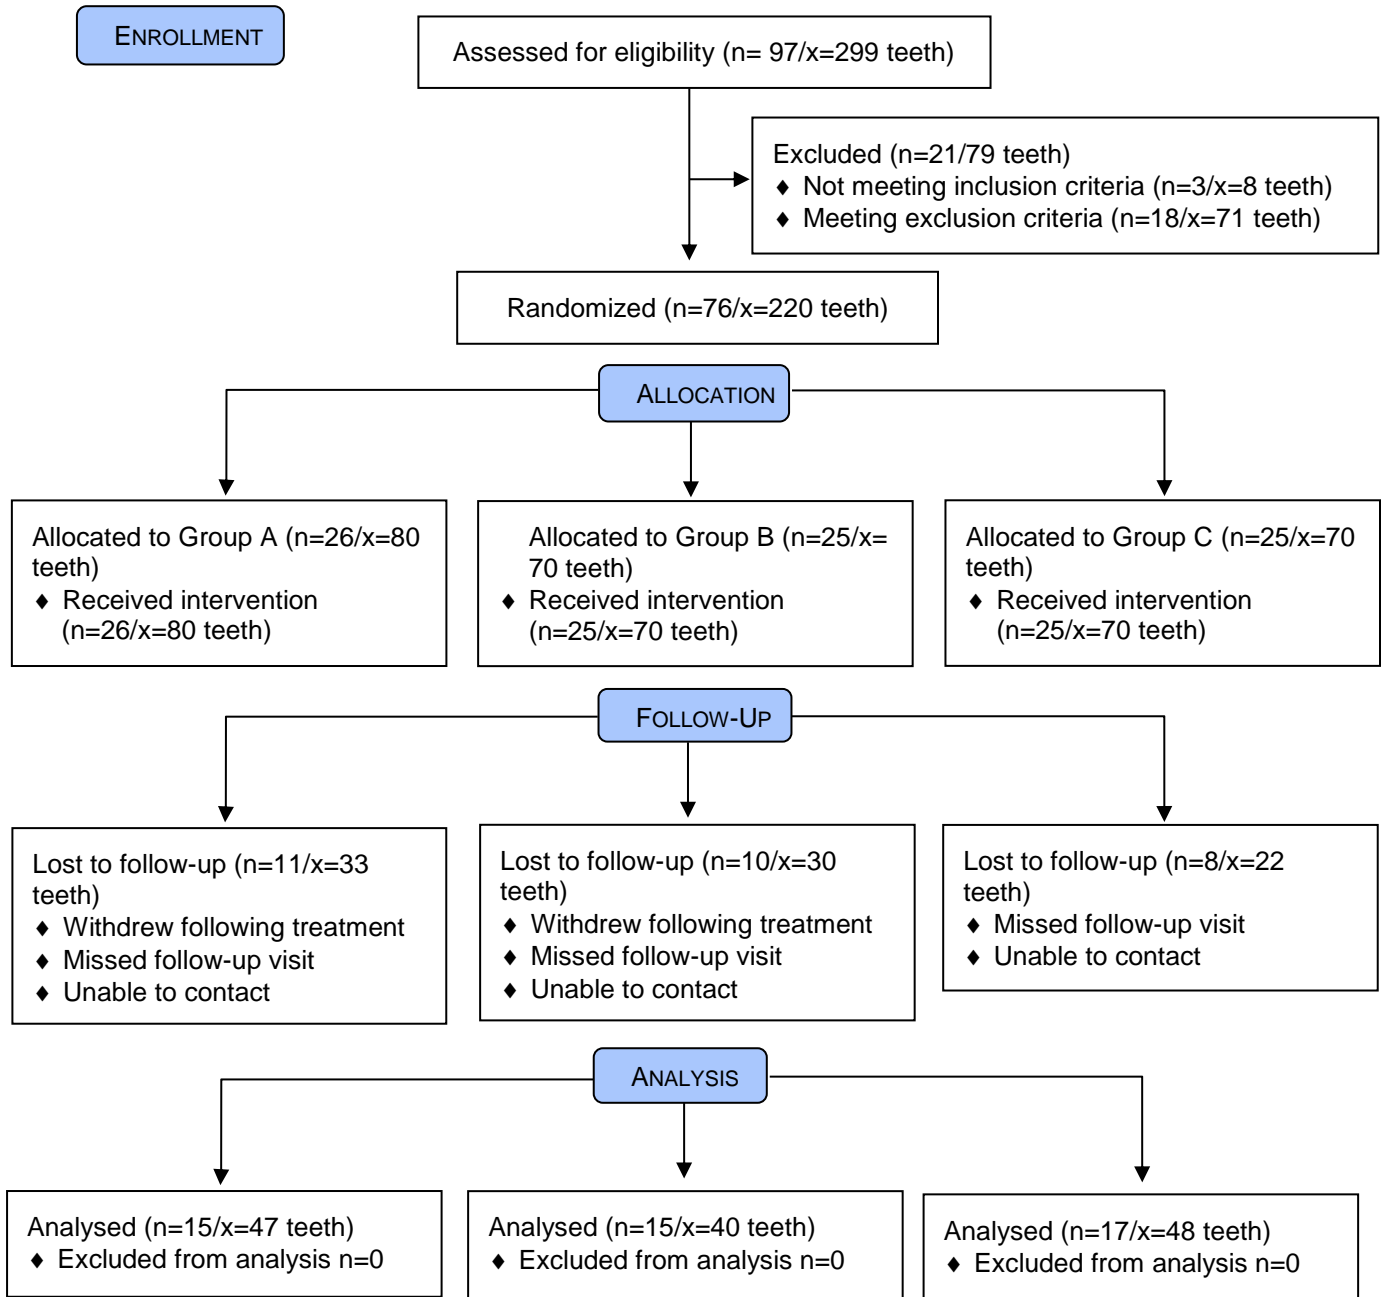 ENROLLMENT
Assessed for eligibility (n= 97/x=299 teeth)
Excluded (n=21/79 teeth)
♦ Not meeting inclusion criteria (n=3/x=8 teeth)
♦ Meeting exclusion criteria (n=18/x=71 teeth)
Randomized (n=76/x=220 teeth)
ALLOCATION
Allocated to Group A (n=26/x=80
teeth)
♦ Received intervention
(n=26/x=80 teeth)
Allocated to Group B (n=25/x=
70 teeth)
♦ Received intervention
(n=25/x=70 teeth)
Allocated to Group C (n=25/x=70
teeth)
♦ Received intervention
(n=25/x=70 teeth)
FOLLOW-UP
Lost to follow-up (n=11/x=33
teeth)
♦ Withdrew following treatment
♦ Missed follow-up visit
♦ Unable to contact
Lost to follow-up (n=10/x=30
teeth)
♦ Withdrew following treatment
♦ Missed follow-up visit
♦ Unable to contact
Lost to follow-up (n=8/x=22
teeth)
♦ Missed follow-up visit
♦ Unable to contact
ANALYSIS
Analysed (n=15/x=47 teeth)
♦ Excluded from analysis n=0
Analysed (n=15/x=40 teeth)
♦ Excluded from analysis n=0
Analysed (n=17/x=48 teeth)
♦ Excluded from analysis n=0